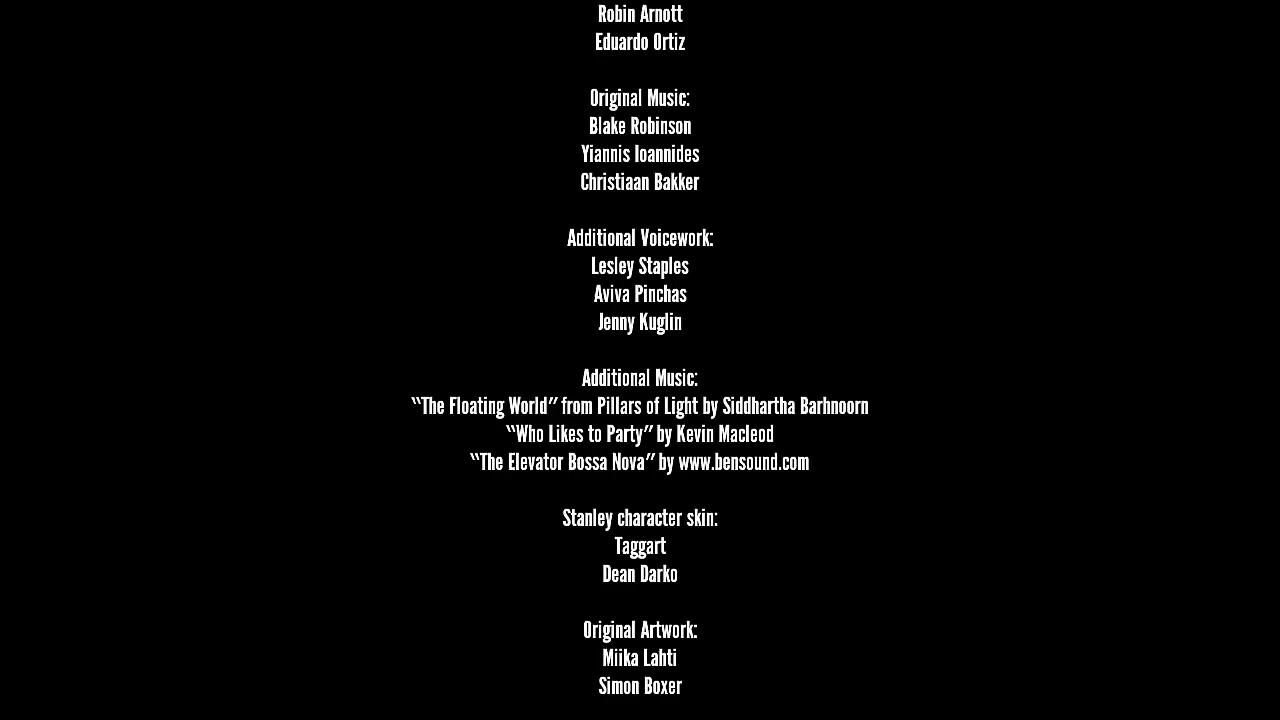 Robin Arnott
Eduardo Ortiz
Original Music:
Blake Robinson
Yiannis Ioannides
Christiaan Bakker
Additional Voicework:
Lesley Staples
Aviva Pinchas
Jenny Kuglin
Additional Music:
“The Floating World” from Pillars of Light by Siddhartha Barhnoorn
“Who Likes to Party” by Kevin Macleod
“The Elevator Bossa Nova” by www.bensound.com
Stanley character skin:
Taggart
Dean Darko
Original Artwork:
Miika Lahti
Simon Boxer